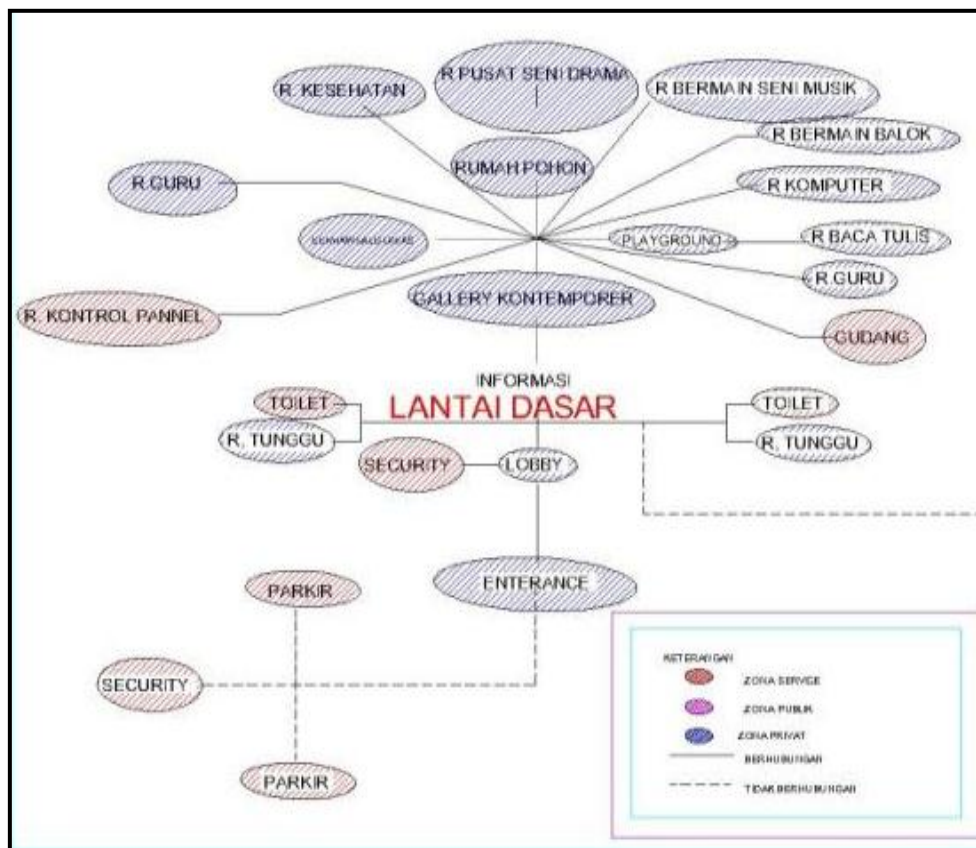 R PUSAT SENI DRAMA
R. KESEHATAN
R BERMAIN SENI MUSIK
R BERMAIN BALOK
RUMAH POHON
R.GURU
R KOMPUTER
PLAYGROUND
R BACA TULIS
R.GURU
GALLERY KONTEMPORER
R. KONTROL PANNEL
GUDANG
INFORMASI
LANTAI DASAR
TOILET
TOILET
R, TUNGGU
R, TUNGGU
SECURITY
LOBBY
ENTERANCE
PARKIR
SECURITY
PARKIR
KETERANGAN
ZONA SERVICE
ZONA PUBLIK
ZONA PRIVAT
BERHUBUNGAN
TIDAK BERHUBUNGAN